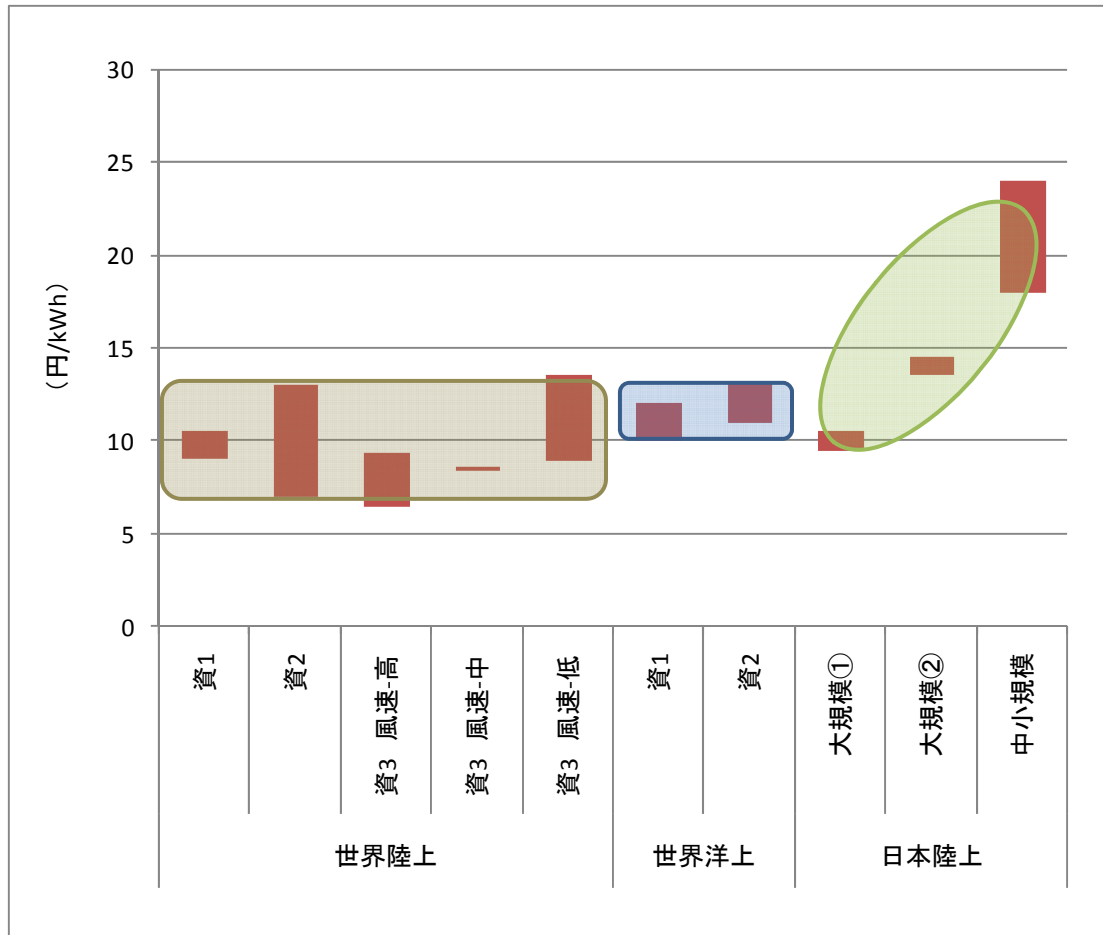 30
25
20
15
10
5
0
（円/kWh）
資1
資2
資3 風速-高
資3 風速-中
資3 風速-低
資1
資2
大規模①
大規模②
中小規模
世界陸上
世界洋上
日本陸上